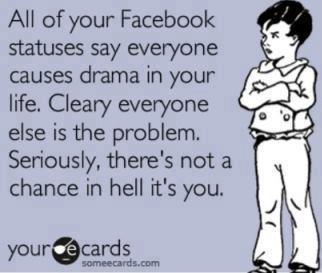 All of your Facebook
statuses say everyone
causes drama in your
life. Cleary everyone
else is the problem.
Seriously, there's not a
chance in hell it's you.
your e cards
someecards.com